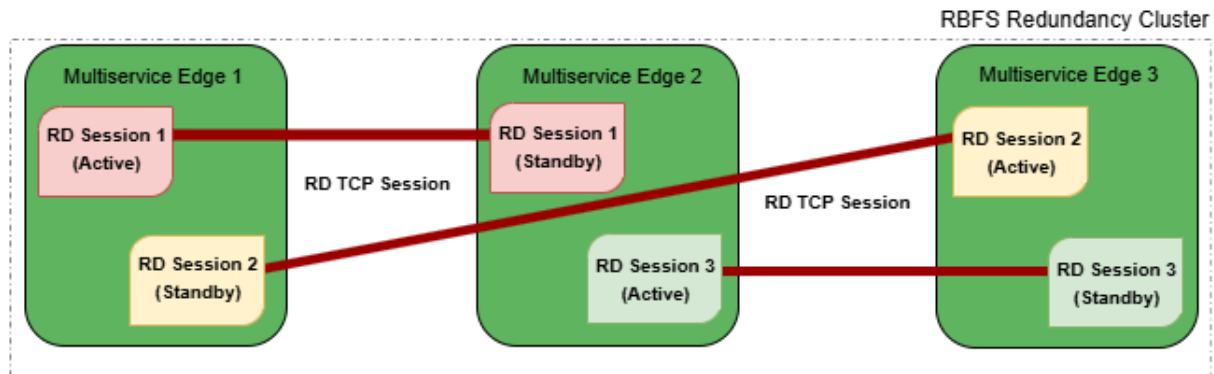 RBFS Redundancy Cluster
Multiservice Edge 1
RD Session 1
(Active)
RD Session 2
(Standby)
RD TCP Session
Multiservice Edge 2
RD Session 1
(Standby)
RD Session 3
(Active)
RD TCP Session
Multiservice Edge 3
RD Session 2
(Active)
RD Session 3
(Standby)